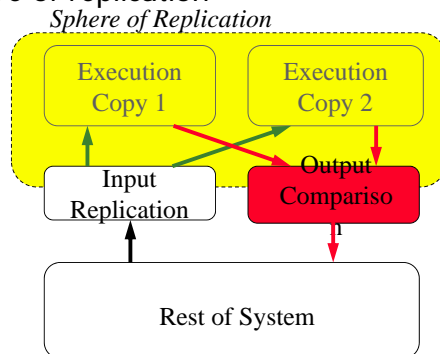 Sphere of Replication
Execution
Copy 1
Execution
Copy 2
Input
Replication
Output
Compariso
n
Rest of System